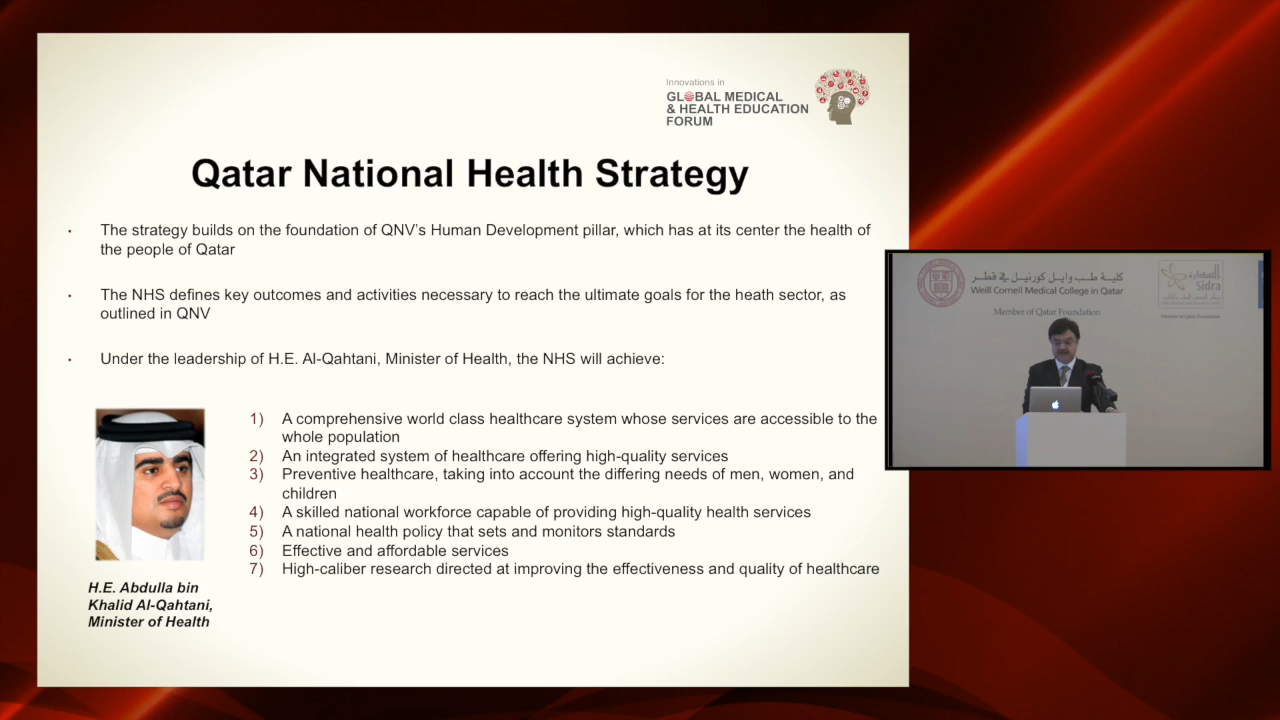 Innovations in
GLOBAL MEDICAL
& HEALTH EDUCATION
FORUM
Qatar National Health Strategy
• The strategy builds on the foundation of QNV's Human Development pillar, which has at its center the health of
the people of Qatar
• The NHS defines key outcomes and activities necessary to reach the ultimate goals for the heath sector, as
outlined in QNV
• Under the leadership of H.E. Al-Qahtani, Minister of Health, the NHS will achieve:
1) A comprehensive world class healthcare system whose services are accessible to the
whole population
2) An integrated system of healthcare offering high-quality services
3) Preventive healthcare, taking into account the differing needs of men, women, and
children
4) A skilled national workforce capable of providing high-quality health services
5) A national health policy that sets and monitors standards
6) Effective and affordable services
7) High-caliber research directed at improving the effectiveness and quality of healthcare
H.E. Abdulla bin
Khalid Al-Qahtani,
Minister of Health
كلية طب وايل كورنيل في قطر
Weill Cornell Medical College in Qatar
Member of Qatar Foundation
السدرة
Sidra
Member of Qatar Foundation